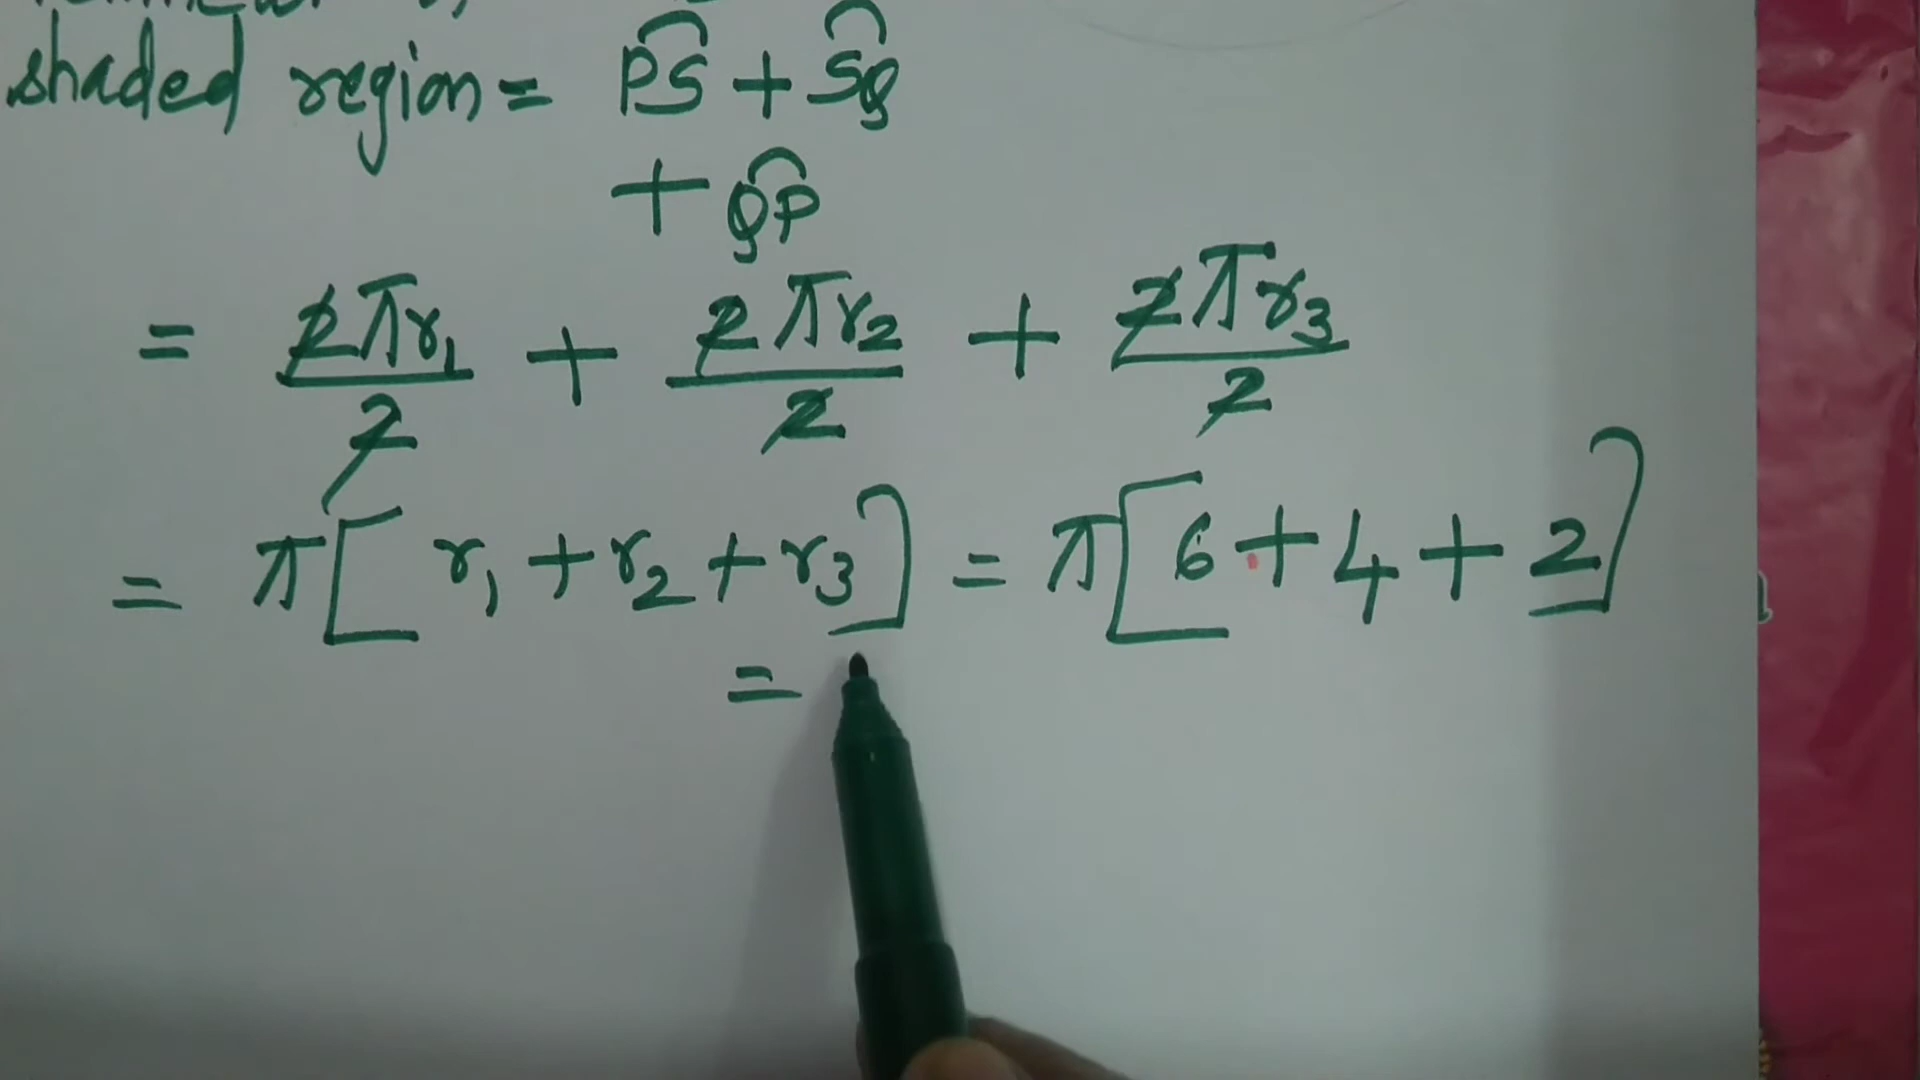 shaded region = PS + SQ
+ QP
= 2πr₁/2 + 2πr₂/2 + 2πr₃/2
= π[ r₁ + r₂ + r₃ ] = π[ 6 + 4 + 2 ]
=